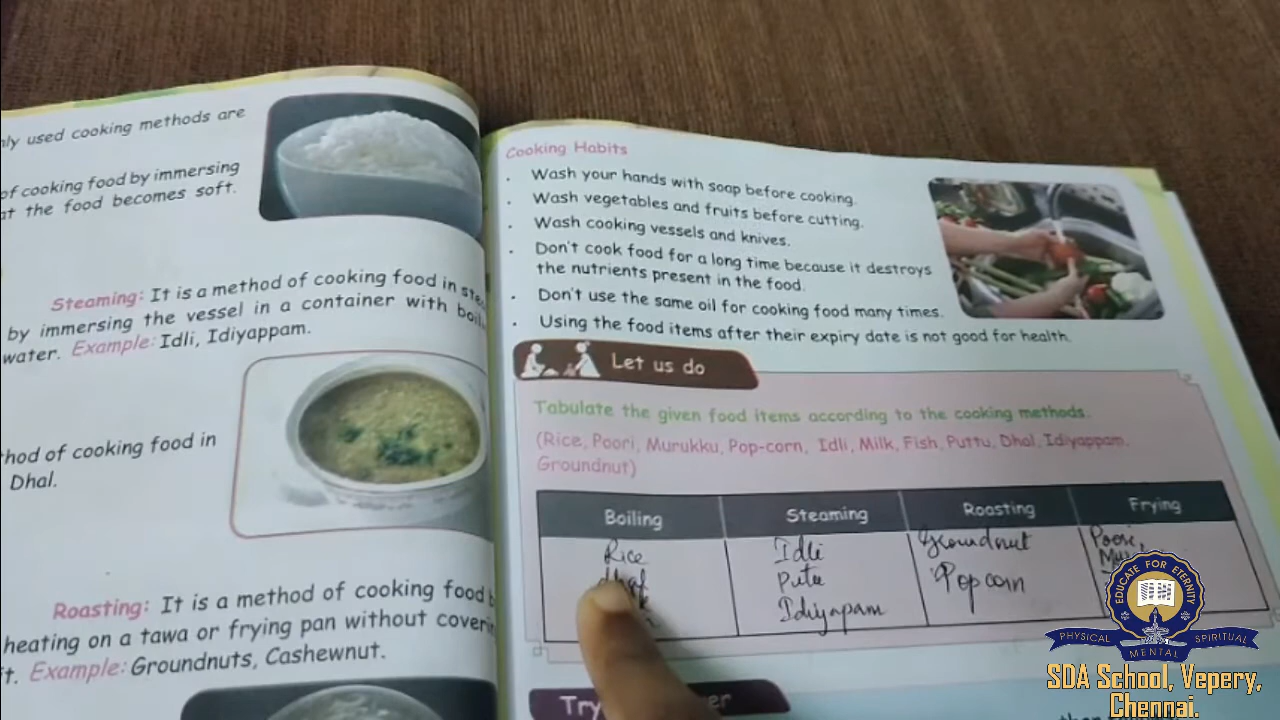 nly used cooking methods are
of cooking food by immersing
at the food becomes soft.
Steaming: It is a method of cooking food in
by immersing the vessel in a container with
water. Example: Idli, Idiyappam.
hod of cooking food in
Dhal.
Roasting: It is a method of cooking food
heating on a tawa or frying pan without
it. Example: Groundnuts, Cashewnut.
Cooking Habits
. Wash your hands with soap before cooking.
. Wash vegetables and fruits before cutting.
. Wash cooking vessels and knives.
. Don't cook food for a long time because it destroys
the nutrients present in the food.
. Don't use the same oil for cooking food many times.
. Using the food items after their expiry date is not good for health.
Let us do
Tabulate the given food items according to the cooking methods.
(Rice, Poori, Murukku, Pop-corn, Idli, Milk, Fish, Puttu, Dhal, Idiyappam,
Groundnut)
Boiling Steaming Roasting Frying
Rice Idli Groundnut Poori,
Putu Popcorn
Idiyapam
Try
EDUCATE FOR ETERNITY
PHYSICAL MENTAL SPIRITUAL
SDA School, Vepery,
Chennai.